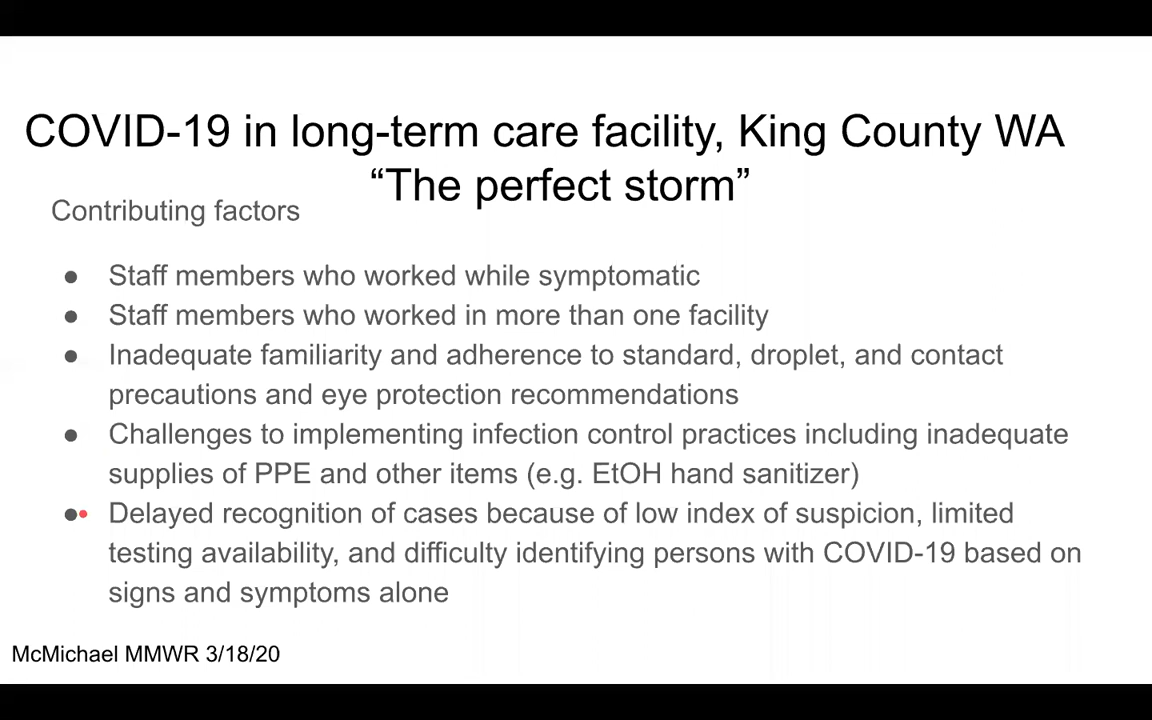 COVID-19 in long-term care facility, King County WA
“The perfect storm”
Contributing factors
● Staff members who worked while symptomatic
● Staff members who worked in more than one facility
● Inadequate familiarity and adherence to standard, droplet, and contact
precautions and eye protection recommendations
● Challenges to implementing infection control practices including inadequate
supplies of PPE and other items (e.g. EtOH hand sanitizer)
● Delayed recognition of cases because of low index of suspicion, limited
testing availability, and difficulty identifying persons with COVID-19 based on
signs and symptoms alone
McMichael MMWR 3/18/20